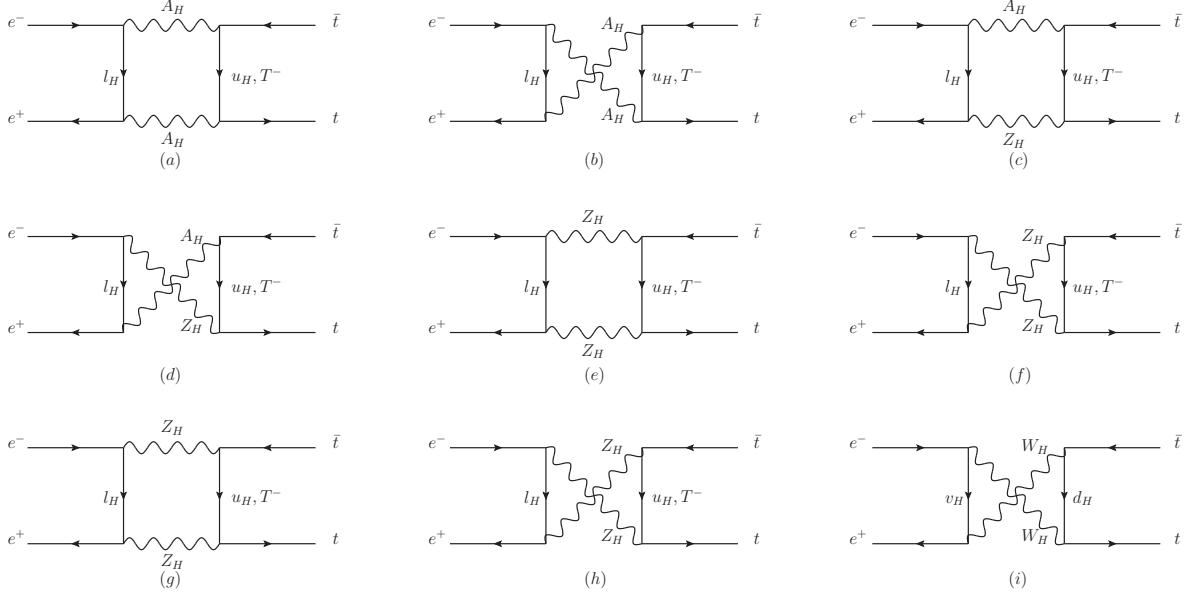 e⁻ A_H t̄
l_H u_H, T⁻
e⁺ A_H t
(a)
e⁻ A_H t̄
l_H u_H, T⁻
e⁺ A_H t
(b)
e⁻ A_H t̄
l_H u_H, T⁻
e⁺ Z_H t
(c)
e⁻ A_H t̄
l_H u_H, T⁻
e⁺ Z_H t
(d)
e⁻ Z_H t̄
l_H u_H, T⁻
e⁺ Z_H t
(e)
e⁻ Z_H t̄
l_H u_H, T⁻
e⁺ Z_H t
(f)
e⁻ Z_H t̄
l_H u_H, T⁻
e⁺ Z_H t
(g)
e⁻ Z_H t̄
l_H u_H, T⁻
e⁺ Z_H t
(h)
e⁻ W_H t̄
v_H d_H
e⁺ W_H t
(i)